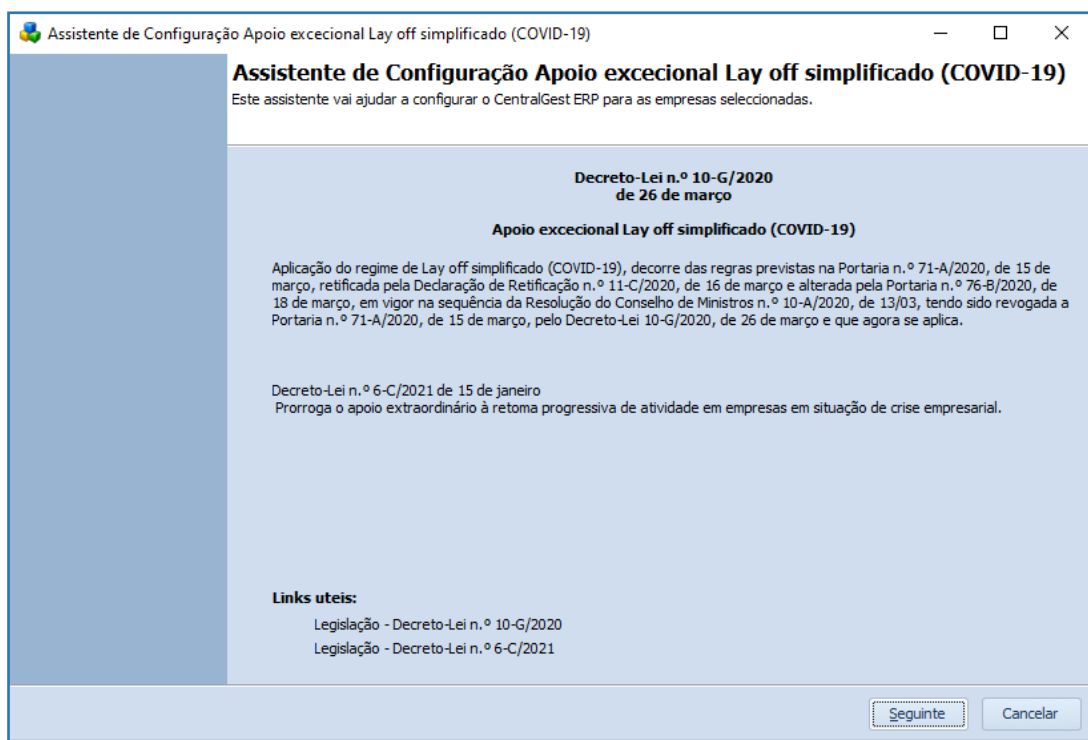 Assistente de Configuração Apoio excecional Lay off simplificado (COVID-19)
Assistente de Configuração Apoio excecional Lay off simplificado (COVID-19)
Este assistente vai ajudar a configurar o CentralGest ERP para as empresas seleccionadas.
Decreto-Lei n.º 10-G/2020
de 26 de março
Apoio excecional Lay off simplificado (COVID-19)
Aplicação do regime de Lay off simplificado (COVID-19), decorre das regras previstas na Portaria n.º 71-A/2020, de 15 de
março, retificada pela Declaração de Retificação n.º 11-C/2020, de 16 de março e alterada pela Portaria n.º 76-B/2020, de
18 de março, em vigor na sequência da Resolução do Conselho de Ministros n.º 10-A/2020, de 13/03, tendo sido revogada a
Portaria n.º 71-A/2020, de 15 de março, pelo Decreto-Lei 10-G/2020, de 26 de março e que agora se aplica.
Decreto-Lei n.º 6-C/2021 de 15 de janeiro
Prorroga o apoio extraordinário à retoma progressiva de atividade em empresas em situação de crise empresarial.
Links uteis:
Legislação - Decreto-Lei n.º 10-G/2020
Legislação - Decreto-Lei n.º 6-C/2021
Seguinte
Cancelar